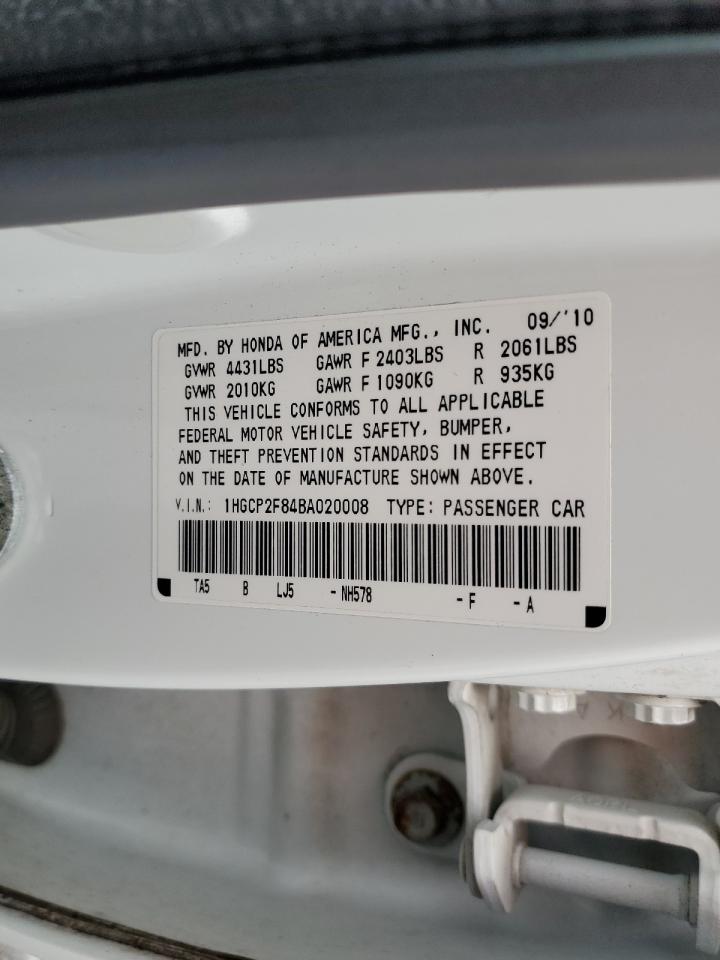 MFD. BY HONDA OF AMERICA MFG., INC. 09/'10
GVWR 4431LBS GAWR F 2403LBS R 2061LBS
GVWR 2010KG GAWR F 1090KG R 935KG
THIS VEHICLE CONFORMS TO ALL APPLICABLE
FEDERAL MOTOR VEHICLE SAFETY, BUMPER,
AND THEFT PREVENTION STANDARDS IN EFFECT
ON THE DATE OF MANUFACTURE SHOWN ABOVE.
V.I.N.: 1HGCP2F84BA020008 TYPE: PASSENGER CAR
TA5 B LJ5 -NH578 -F -A